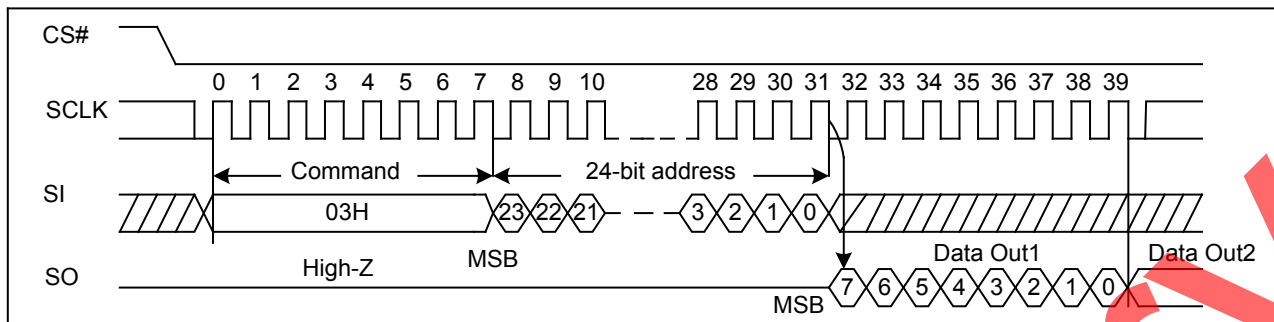 CS#
0 1 2 3 4 5 6 7 8 9 10 28 29 30 31 32 33 34 35 36 37 38 39
SCLK
Command 24-bit address
SI 03H 23 22 21 3 2 1 0
High-Z MSB Data Out1 Data Out2
SO MSB 7 6 5 4 3 2 1 0